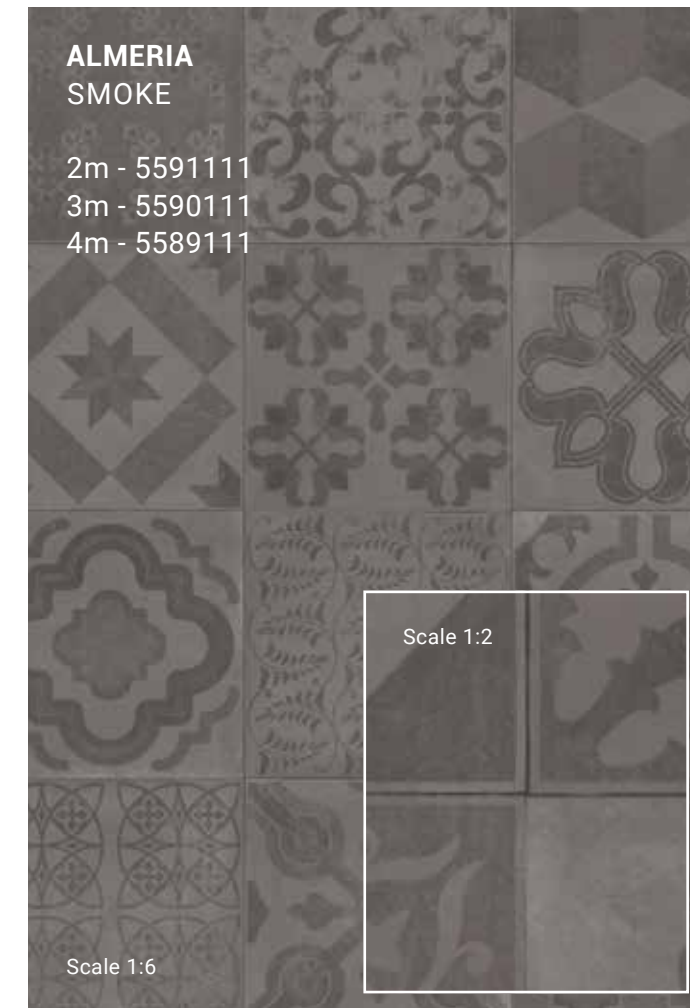 ALMERIA
SMOKE
2m - 5591111
3m - 5590111
4m - 5589111
Scale 1:2
Scale 1:6